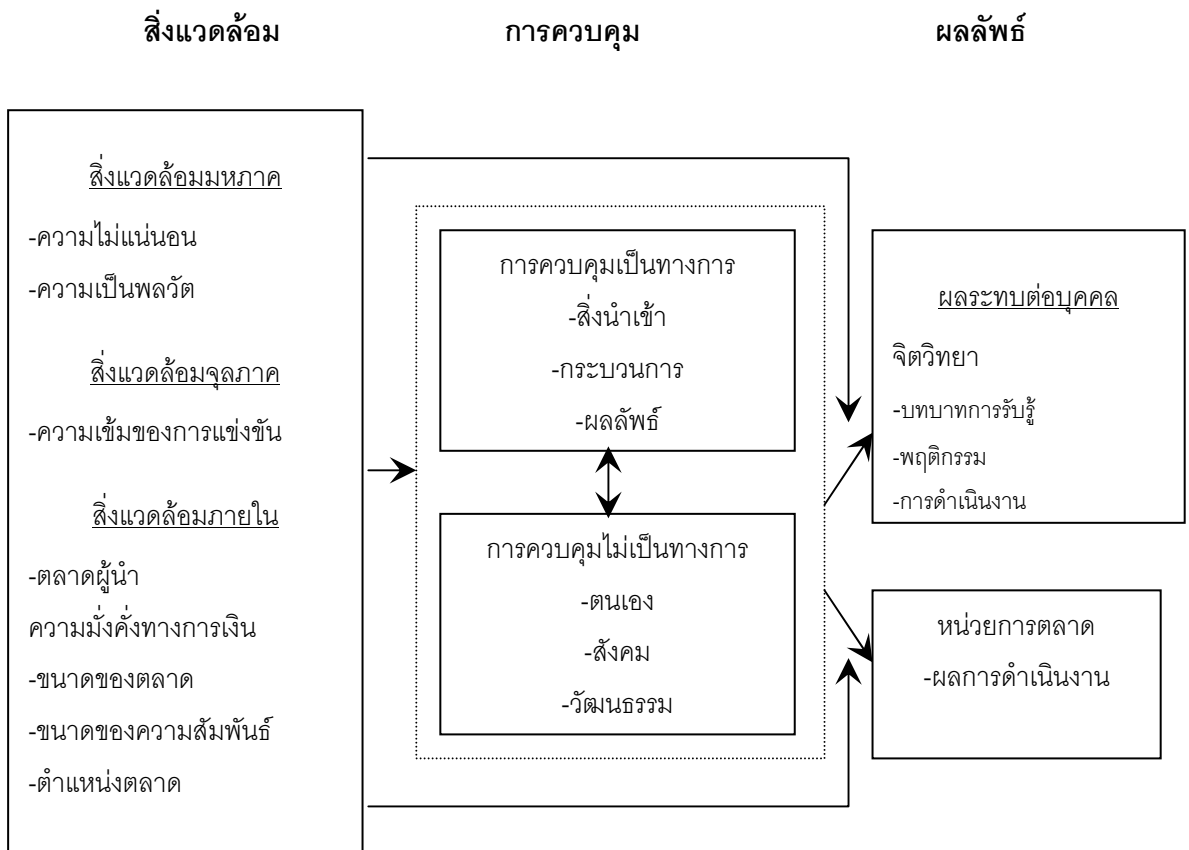 สิ่งแวดล้อม การควบคุม ผลลัพธ์
สิ่งแวดล้อมมหภาค
-ความไม่แน่นอน
-ความเป็นพลวัต
สิ่งแวดล้อมจุลภาค
-ความเข้มของการแข่งขัน
สิ่งแวดล้อมภายใน
-ตลาดผู้นำ
ความมั่งคั่งทางการเงิน
-ขนาดของตลาด
-ขนาดของความสัมพันธ์
-ตำแหน่งตลาด
การควบคุมเป็นทางการ
-สิ่งนำเข้า
-กระบวนการ
-ผลลัพธ์
การควบคุมไม่เป็นทางการ
-ตนเอง
-สังคม
-วัฒนธรรม
ผลระทบต่อบุคคล
จิตวิทยา
-บทบาทการรับรู้
-พฤติกรรม
-การดำเนินงาน
หน่วยการตลาด
-ผลการดำเนินงาน